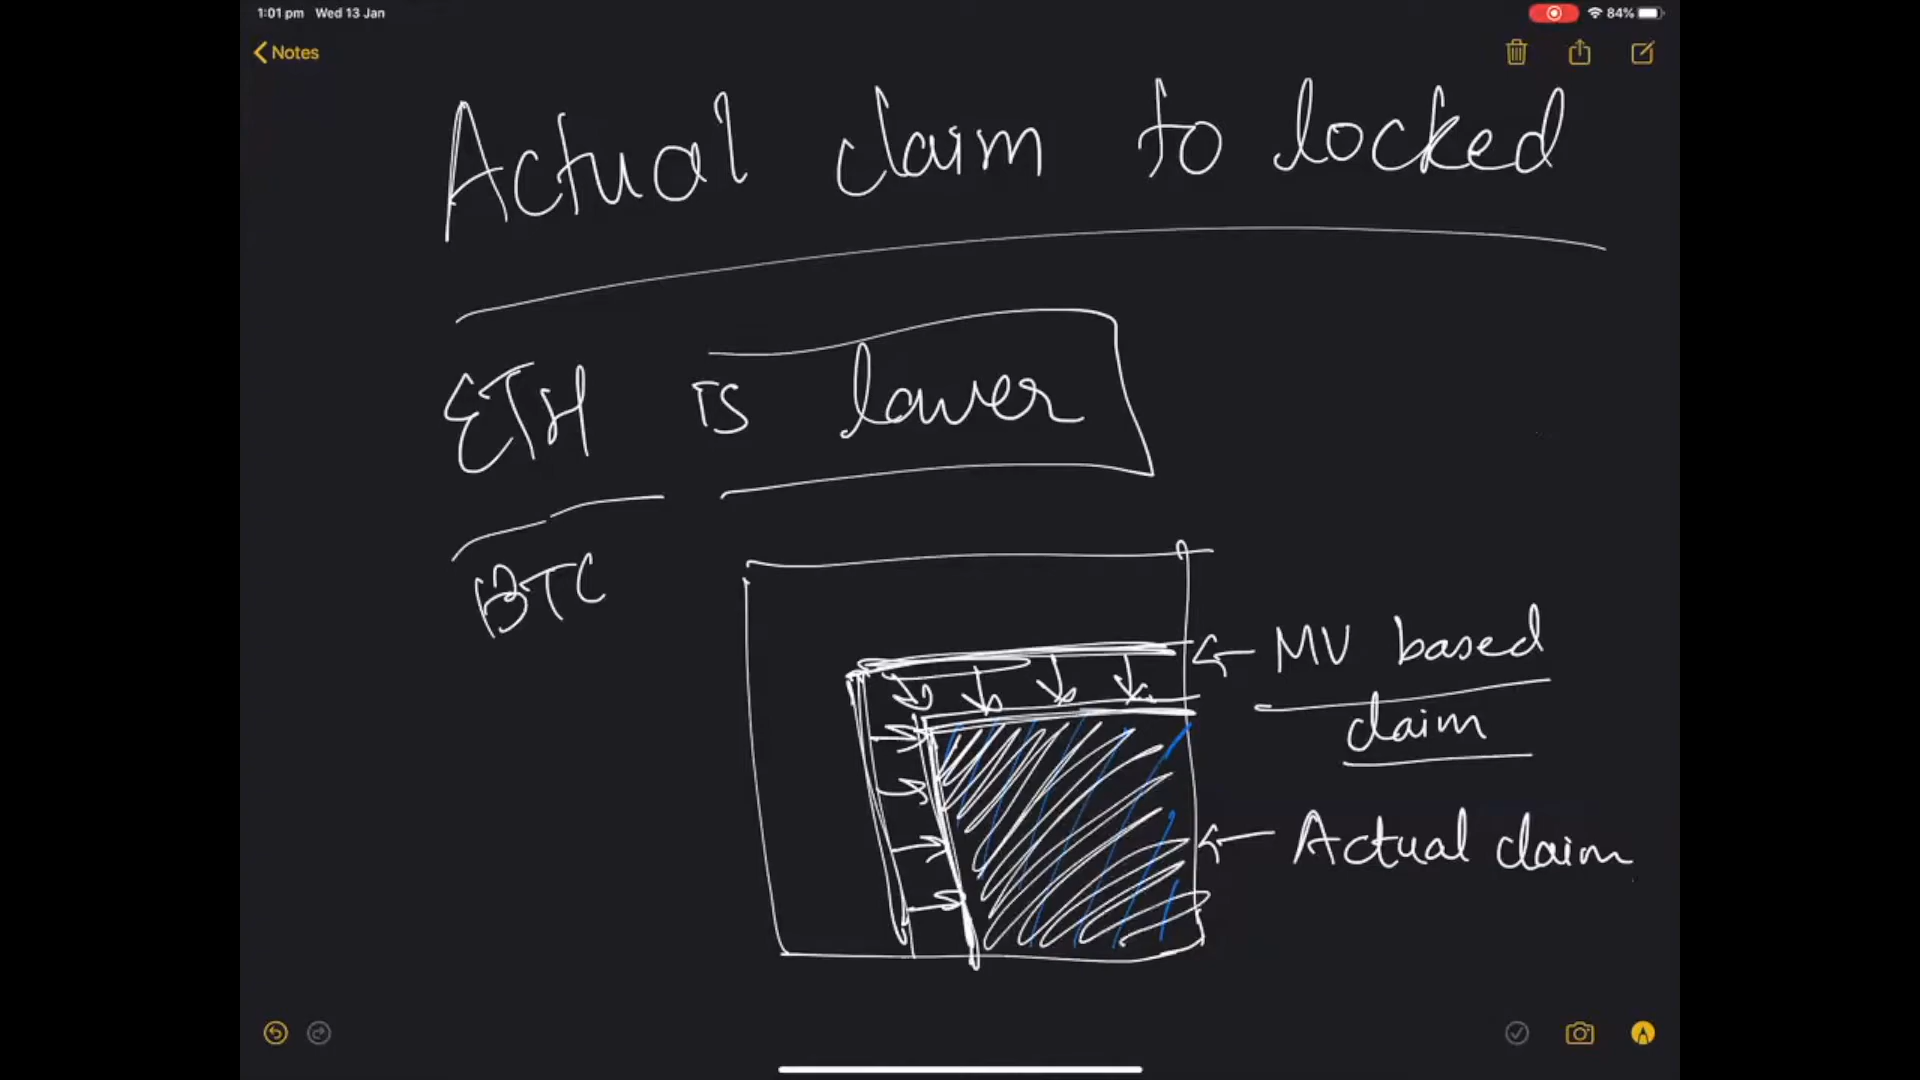 1:01 pm Wed 13 Jan
84%
Notes
Actual claim to locked
ETH is lower
BTC
MV based
claim
Actual claim